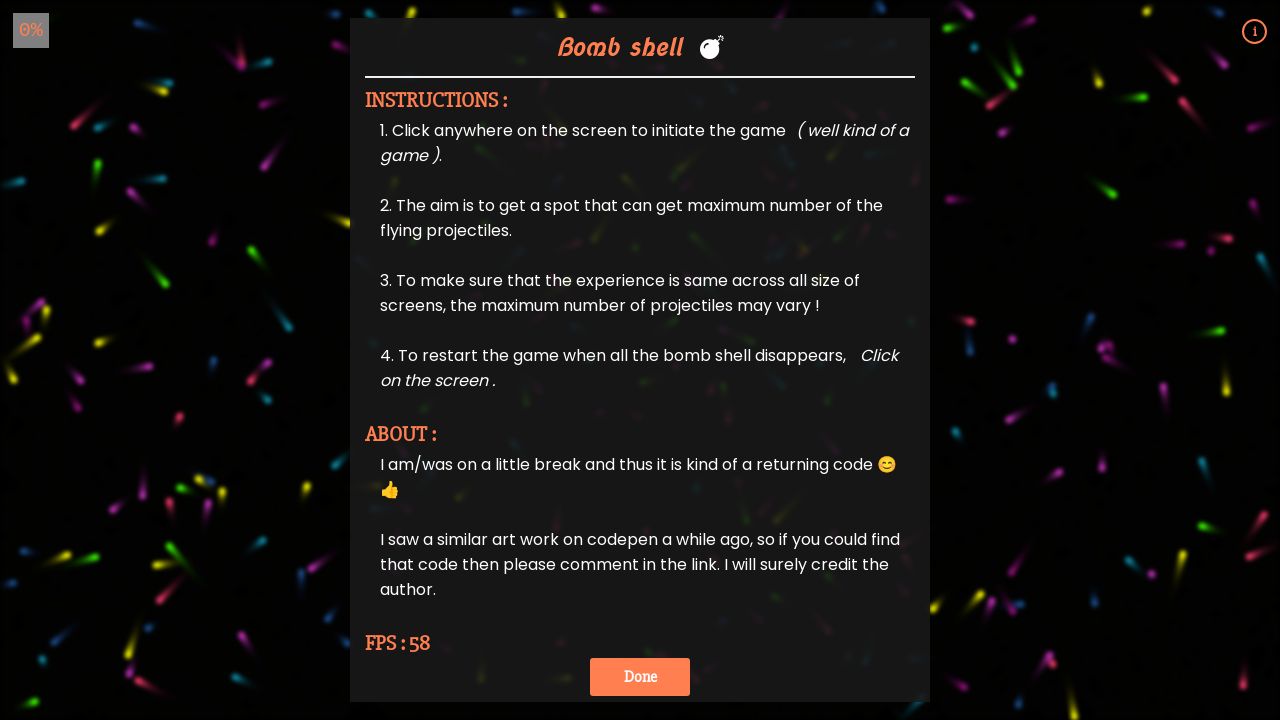 0%
Bomb shell 💣
i
INSTRUCTIONS :
1. Click anywhere on the screen to initiate the game ( well kind of a
game ).
2. The aim is to get a spot that can get maximum number of the
flying projectiles.
3. To make sure that the experience is same across all size of
screens, the maximum number of projectiles may vary !
4. To restart the game when all the bomb shell disappears, Click
on the screen .
ABOUT :
I am/was on a little break and thus it is kind of a returning code 😊
👍
I saw a similar art work on codepen a while ago, so if you could find
that code then please comment in the link. I will surely credit the
author.
FPS : 58
Done